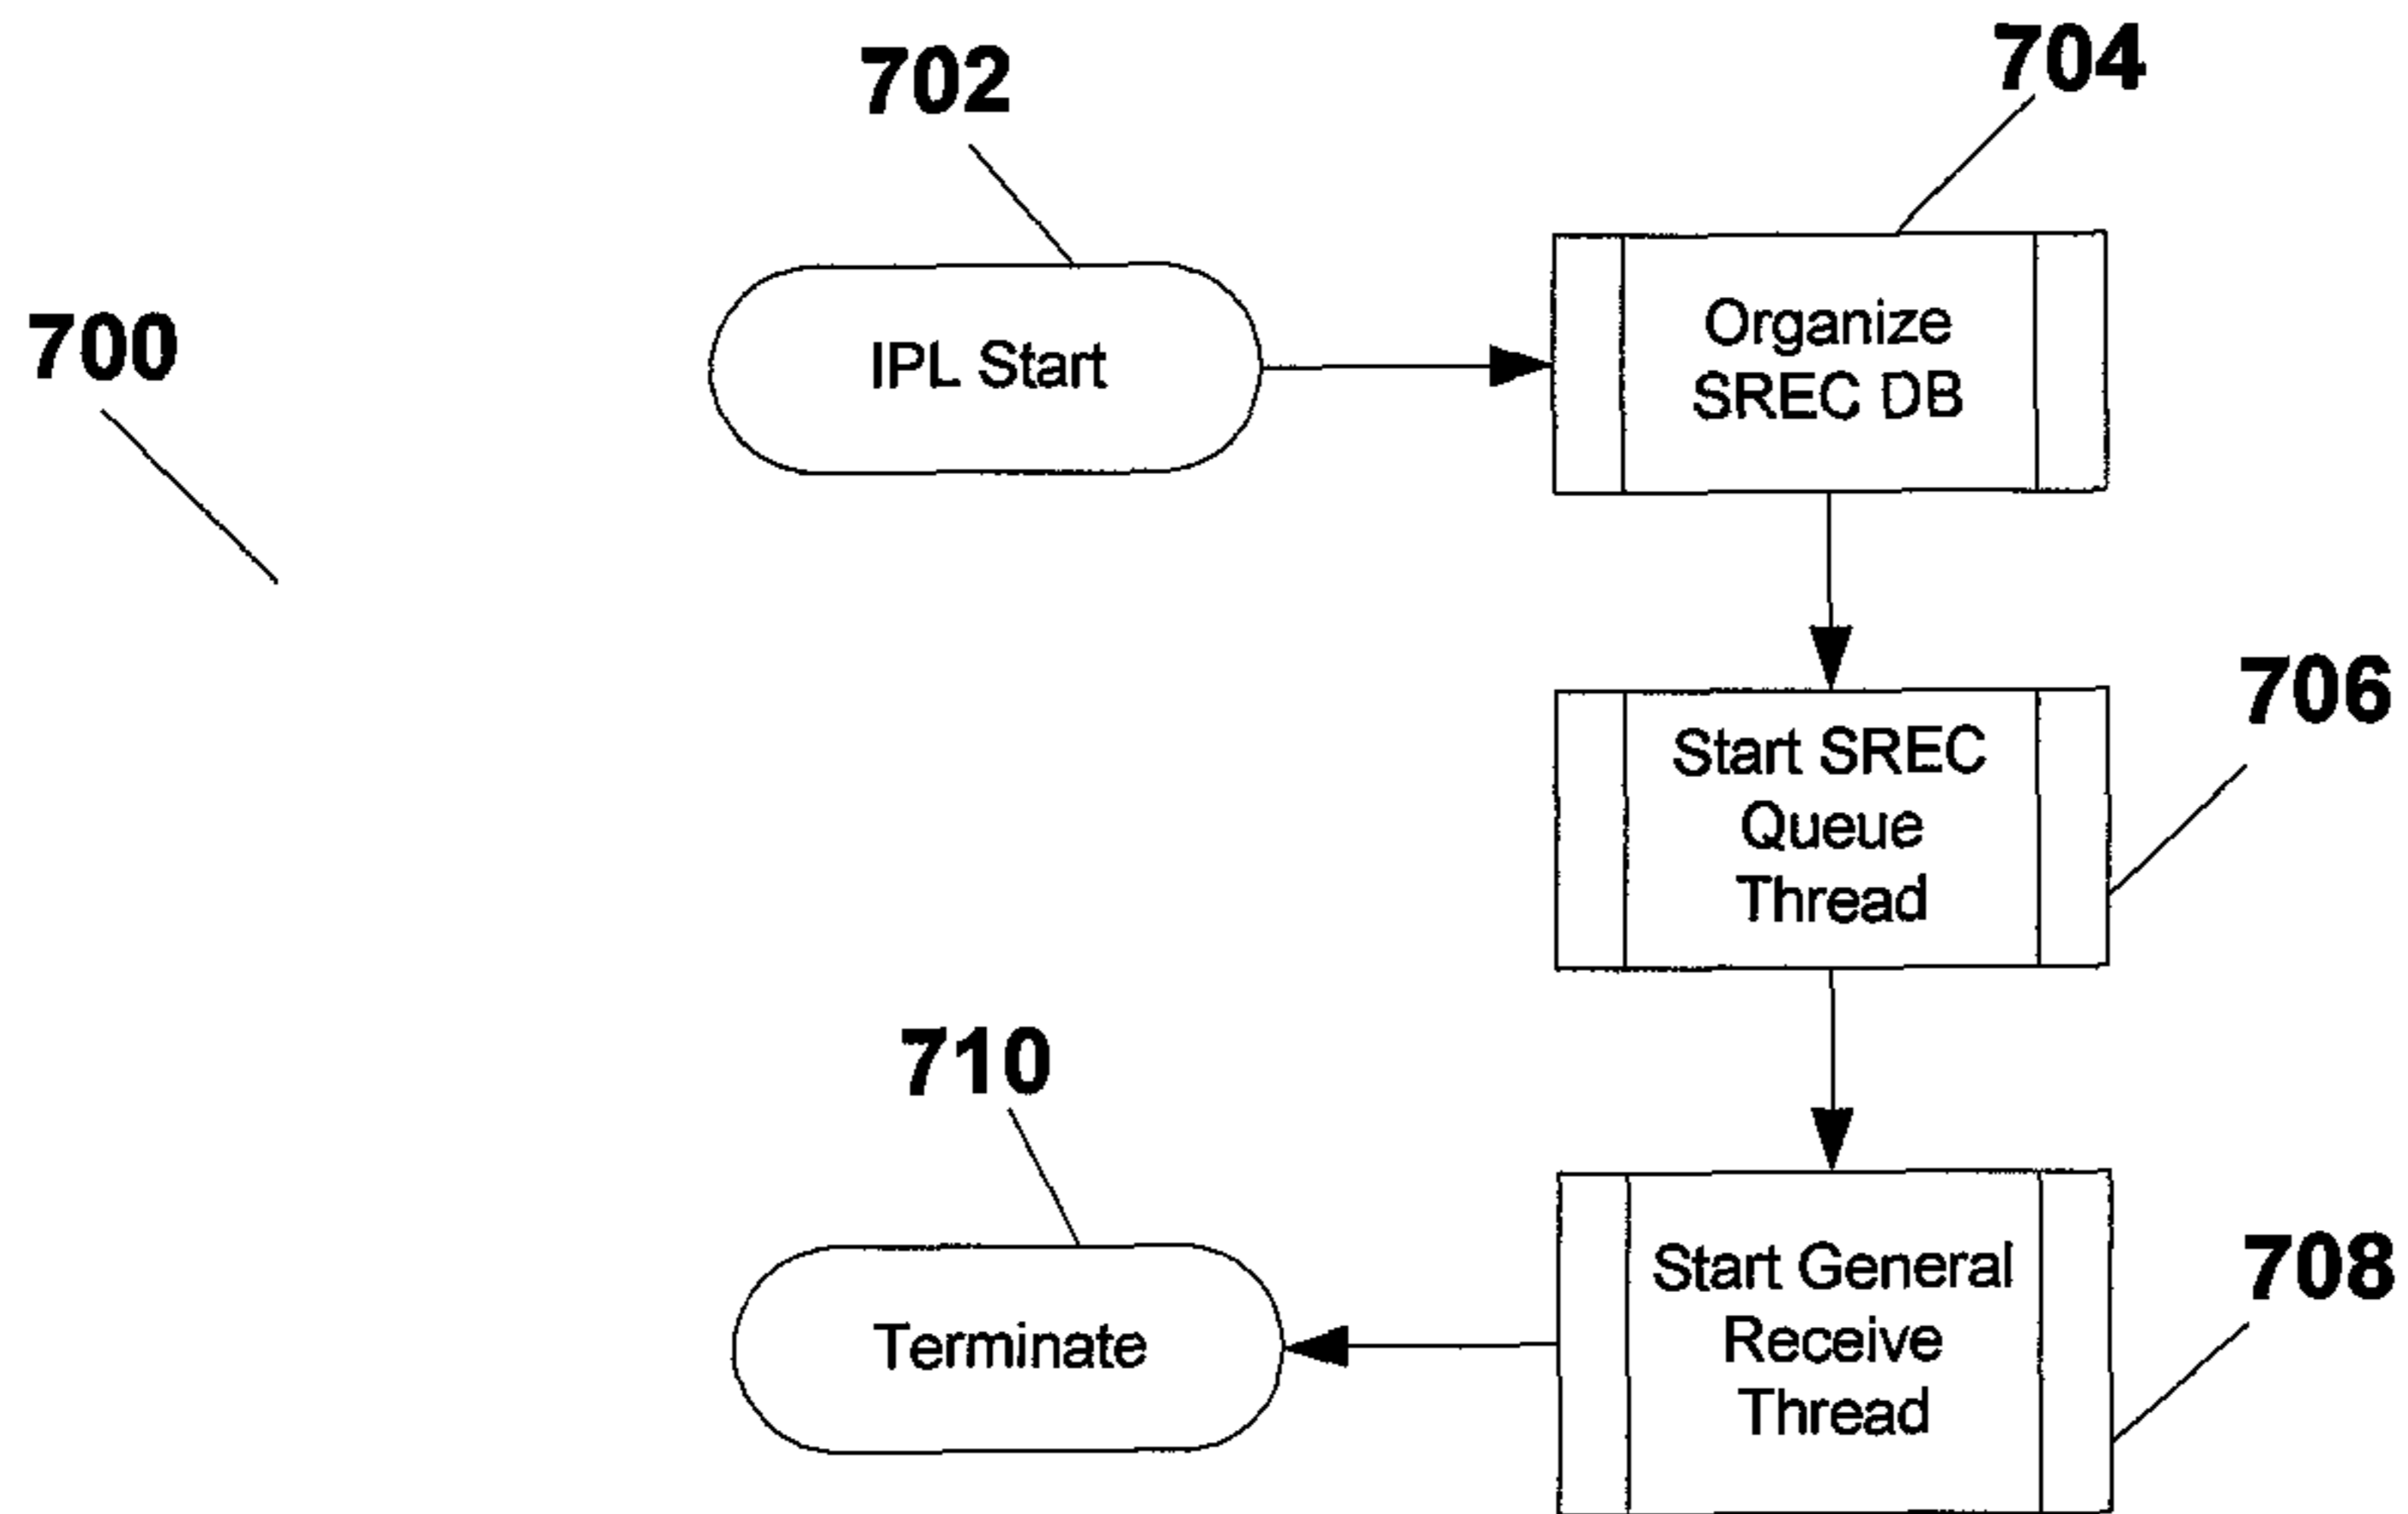 702
704
700
IPL Start
Organize
SREC DB
706
Start SREC
Queue
Thread
710
708
Start General
Receive
Thread
Terminate